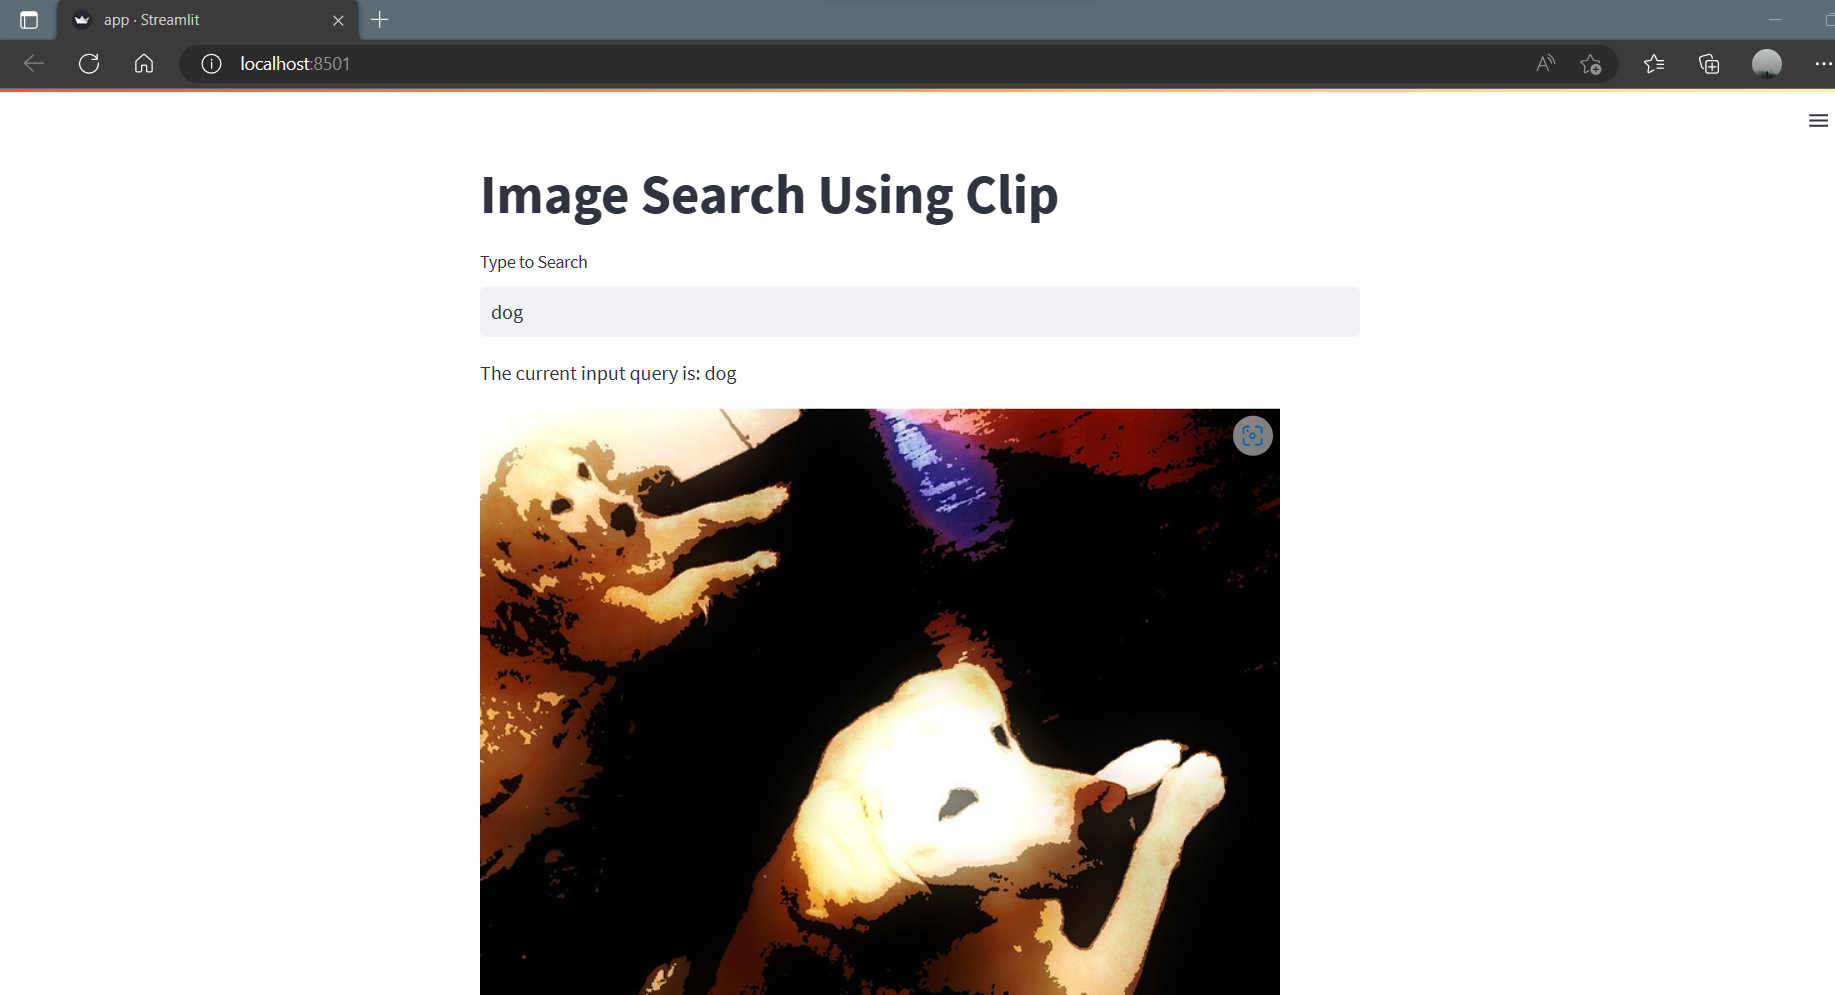 app · Streamlit
localhost:8501
Image Search Using Clip
Type to Search
dog
The current input query is: dog